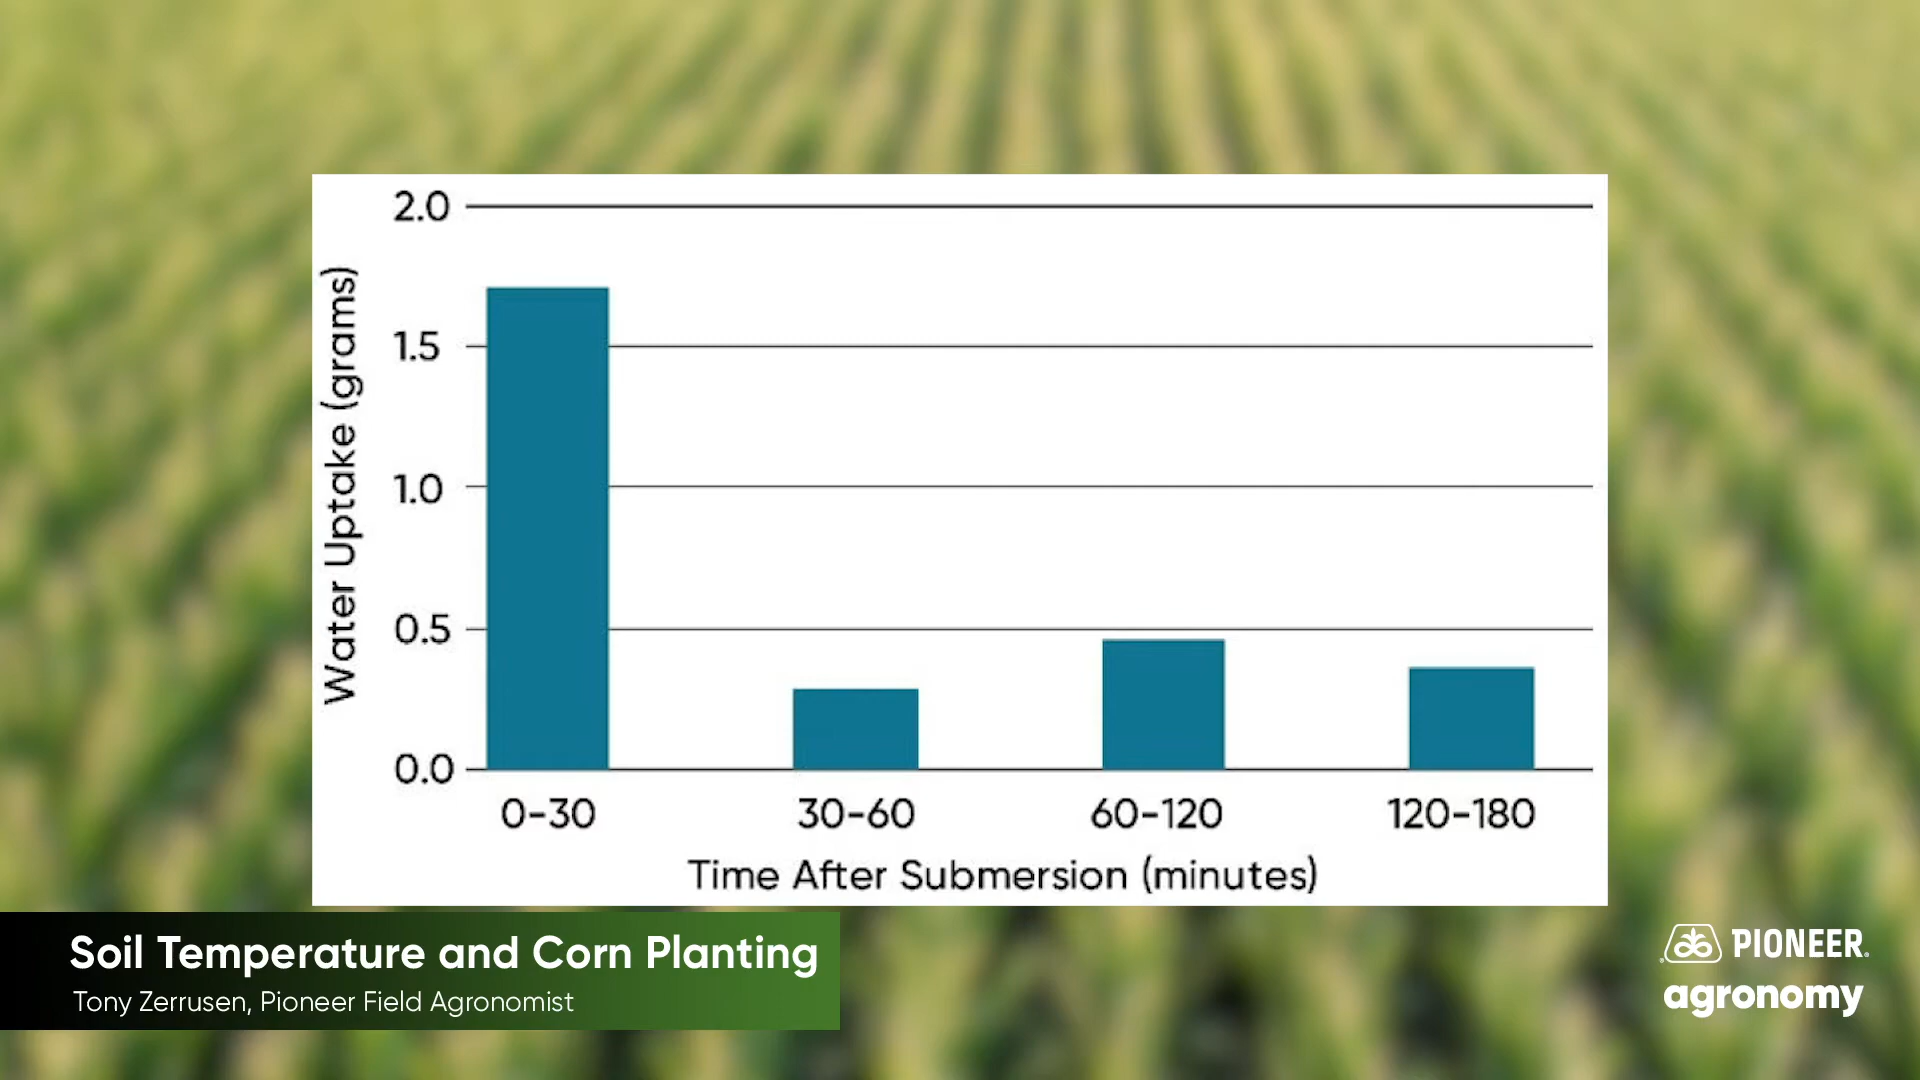 2.0
1.5
1.0
0.5
0.0
Water Uptake (grams)
0-30 30-60 60-120 120-180
Time After Submersion (minutes)
Soil Temperature and Corn Planting
Tony Zerrusen, Pioneer Field Agronomist
PIONEER®
agronomy